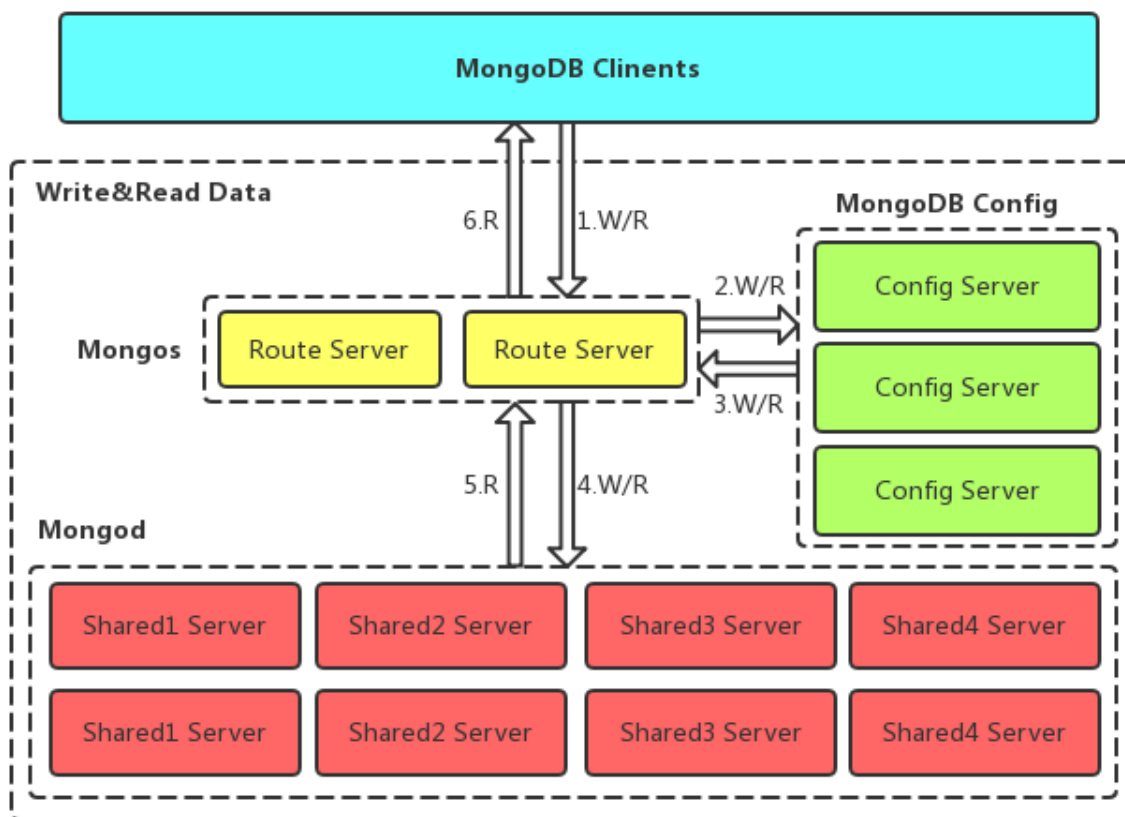 MongoDB Clinents
Write&Read Data
6.R
1.W/R
MongoDB Config
Config Server
2.W/R
Mongos
Route Server
Route Server
Config Server
3.W/R
5.R
4.W/R
Config Server
Mongod
Shared1 Server
Shared2 Server
Shared3 Server
Shared4 Server
Shared1 Server
Shared2 Server
Shared3 Server
Shared4 Server